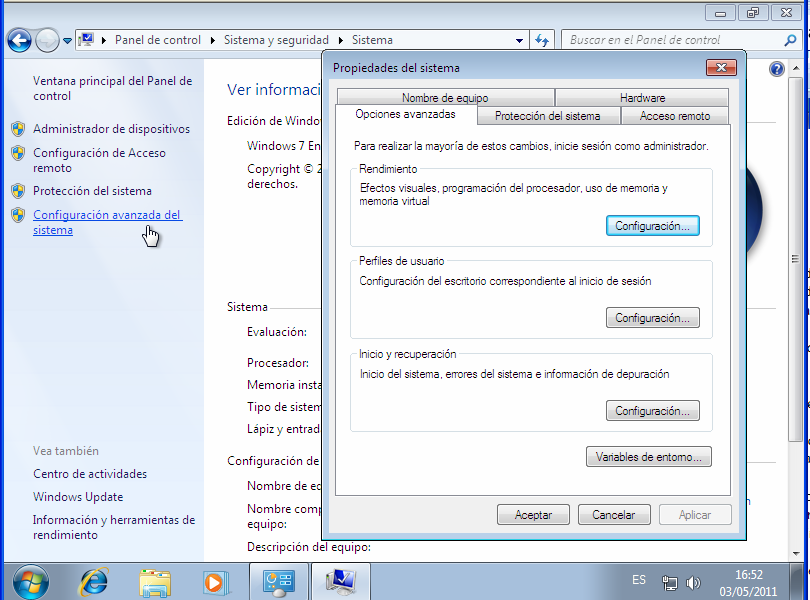 Panel de control
Sistema y seguridad
Sistema
Buscar en el Panel de control
Ventana principal del Panel de
control
Administrador de dispositivos
Configuración de Acceso
remoto
Protección del sistema
Configuración avanzada del
sistema
Vea también
Centro de actividades
Windows Update
Información y herramientas de
rendimiento
Ver informaci
Edición de Windo
Windows 7 En
Copyright © 2
derechos.
Sistema
Evaluación:
Procesador:
Memoria insta
Tipo de sistem
Lápiz y entrad
Configuración de
Nombre de eq
Nombre comp
equipo:
Descripción del equipo:
Propiedades del sistema
Nombre de equipo
Hardware
Opciones avanzadas
Protección del sistema
Acceso remoto
Para realizar la mayoría de estos cambios, inicie sesión como administrador.
Rendimiento
Efectos visuales, programación del procesador, uso de memoria y
memoria virtual
Configuración...
Perfiles de usuario
Configuración del escritorio correspondiente al inicio de sesión
Configuración...
Inicio y recuperación
Inicio del sistema, errores del sistema e información de depuración
Configuración...
Variables de entorno...
Aceptar
Cancelar
Aplicar
ES
16:52
03/05/2011